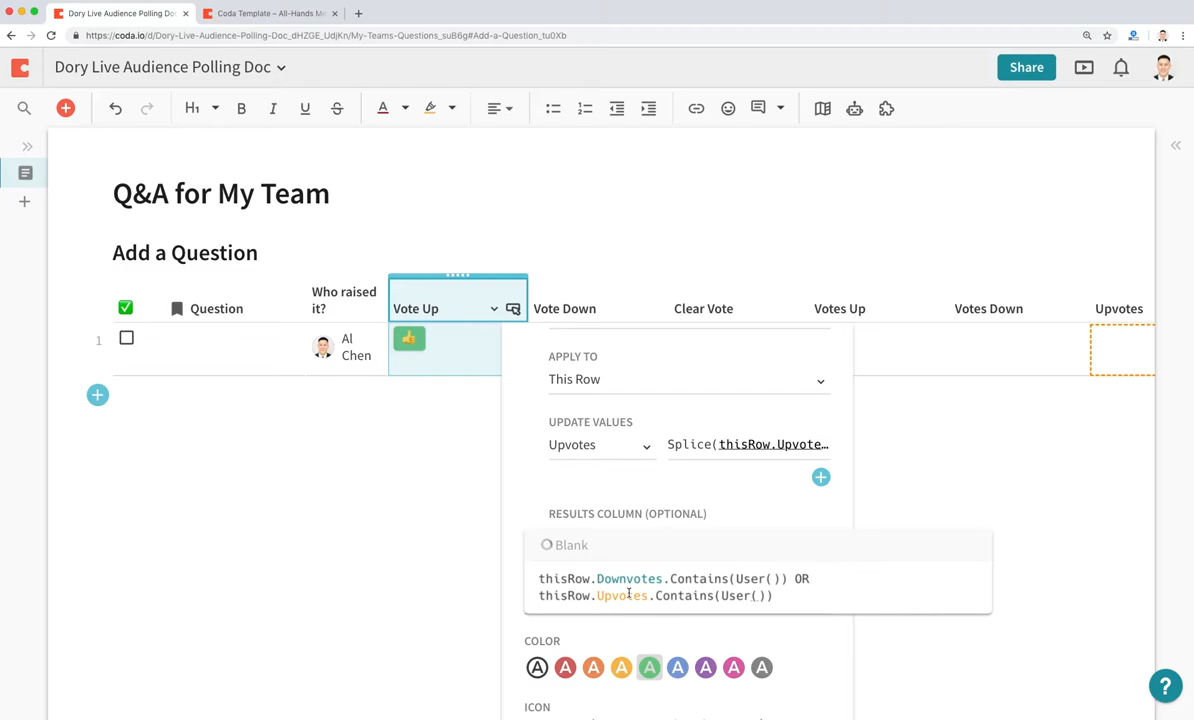 Dory Live Audience Polling Doc
Coda Template – All-Hands Me
https://coda.io/d/Dory-Live-Audience-Polling-Doc_dHZGE_UdjKn/My-Teams-Questions_suB6g#Add-a-Question_tu0Xb
Dory Live Audience Polling Doc
Share
H1
B
I
U
S
A
Q&A for My Team
Add a Question
Question
Who raised
it?
Vote Up
Vote Down
Clear Vote
Votes Up
Votes Down
Upvotes
1
Al
Chen
APPLY TO
This Row
UPDATE VALUES
Upvotes
Splice(thisRow.Upvote…
RESULTS COLUMN (OPTIONAL)
Blank
thisRow.Downvotes.Contains(User()) OR
thisRow.Upvotes.Contains(User())
COLOR
A A A A A A A A A
ICON
?